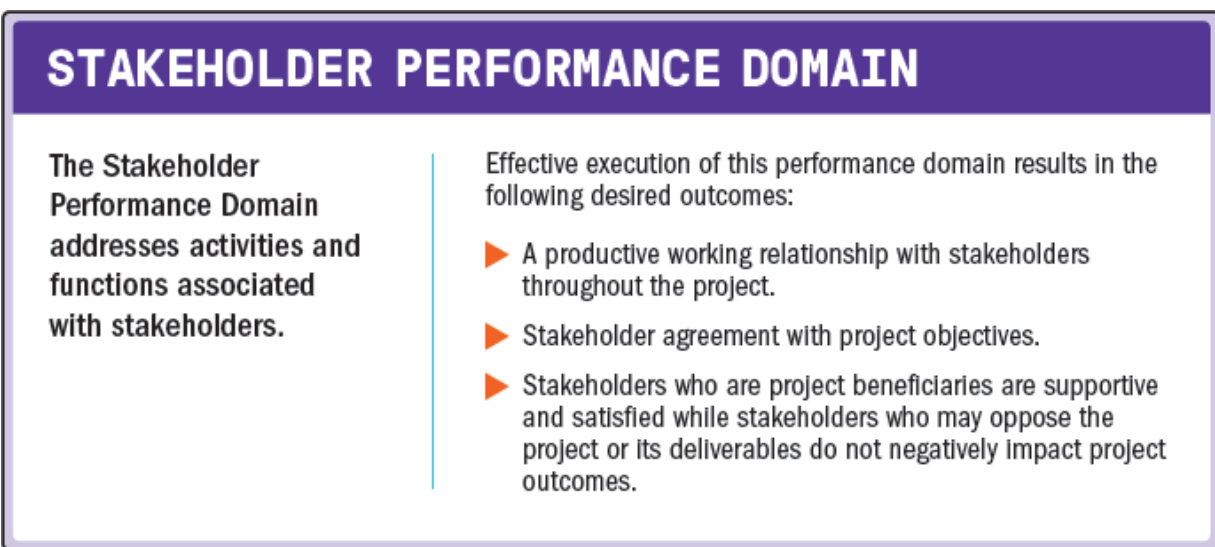 STAKEHOLDER PERFORMANCE DOMAIN
The Stakeholder
Performance Domain
addresses activities and
functions associated
with stakeholders.
Effective execution of this performance domain results in the
following desired outcomes:
A productive working relationship with stakeholders
throughout the project.
Stakeholder agreement with project objectives.
Stakeholders who are project beneficiaries are supportive
and satisfied while stakeholders who may oppose the
project or its deliverables do not negatively impact project
outcomes.